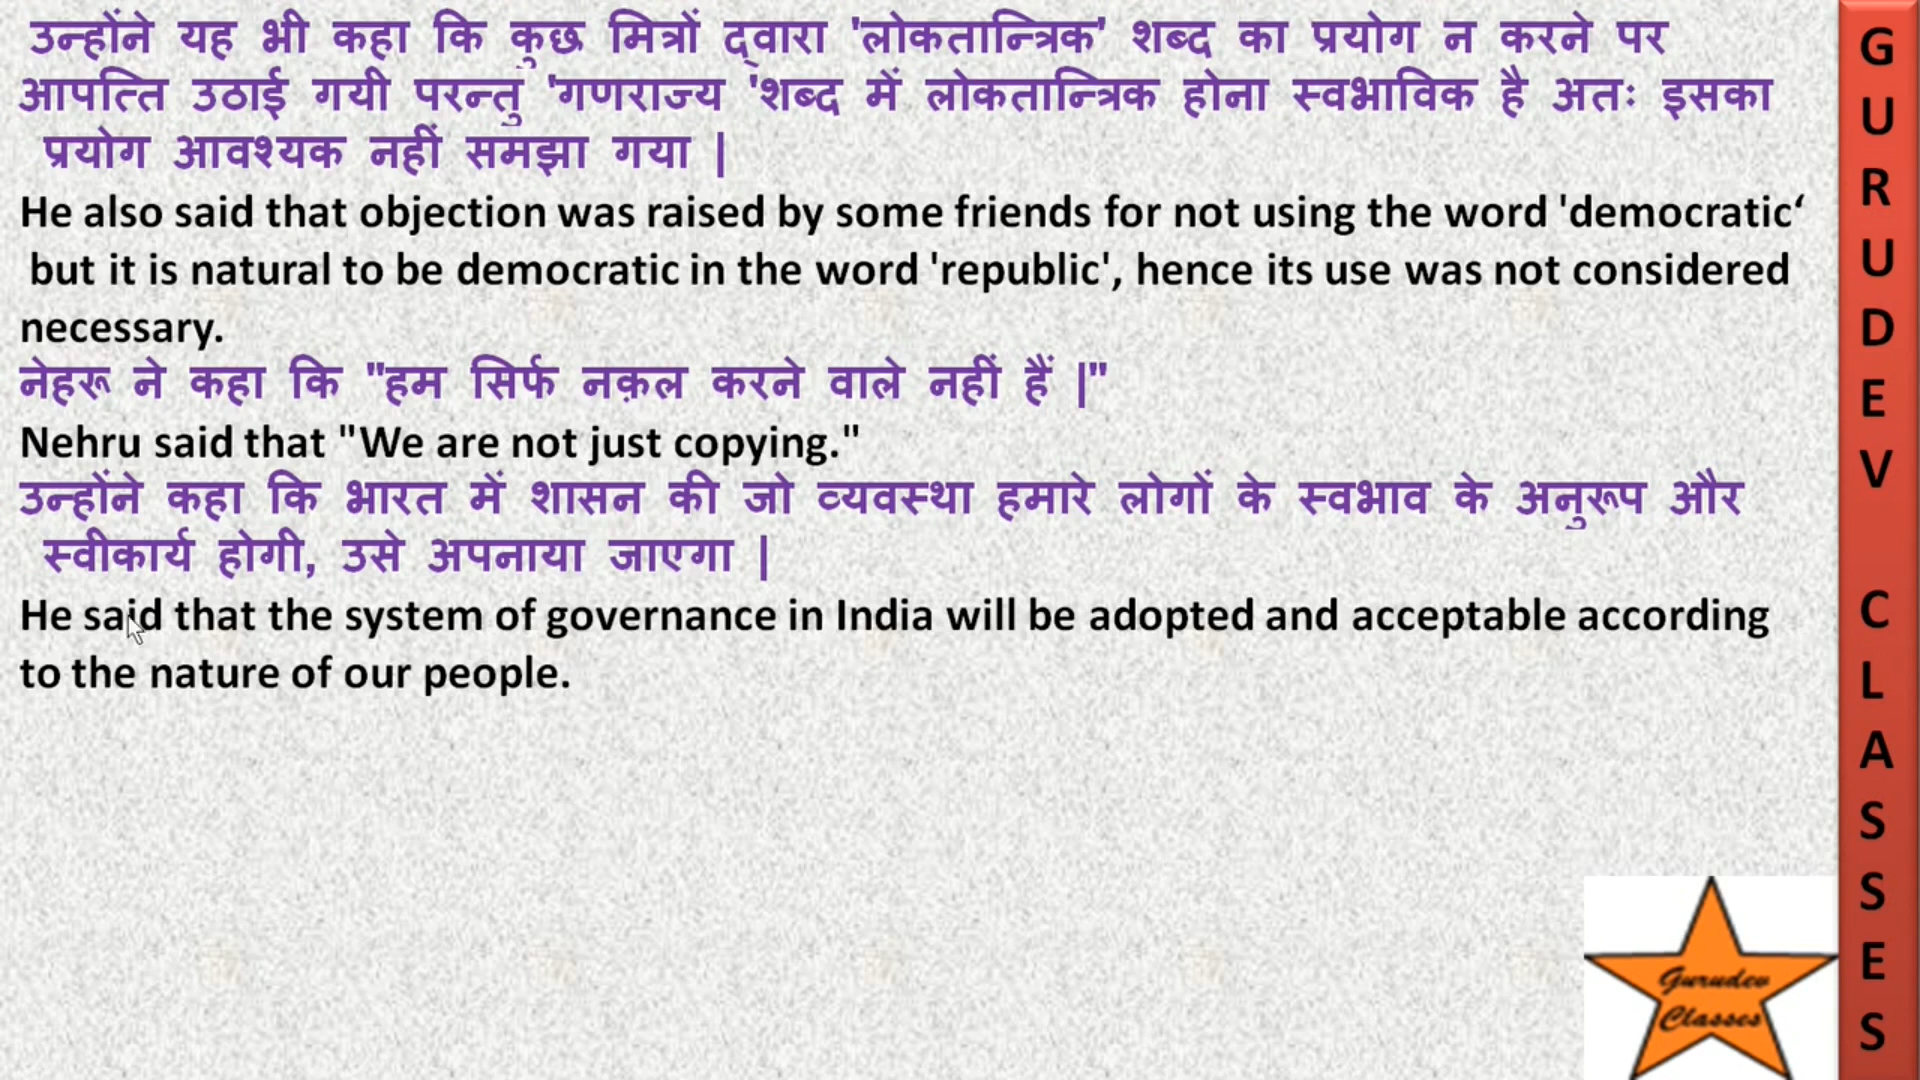 उन्होंने यह भी कहा कि कुछ मित्रों द्वारा 'लोकतान्त्रिक' शब्द का प्रयोग न करने पर
आपत्ति उठाई गयी परन्तु 'गणराज्य 'शब्द में लोकतान्त्रिक होना स्वभाविक है अतः इसका
प्रयोग आवश्यक नहीं समझा गया |
He also said that objection was raised by some friends for not using the word 'democratic‘
but it is natural to be democratic in the word 'republic', hence its use was not considered
necessary.
नेहरू ने कहा कि "हम सिर्फ नक़ल करने वाले नहीं हैं |"
Nehru said that "We are not just copying."
उन्होंने कहा कि भारत में शासन की जो व्यवस्था हमारे लोगों के स्वभाव के अनुरूप और
स्वीकार्य होगी, उसे अपनाया जाएगा |
He said that the system of governance in India will be adopted and acceptable according
to the nature of our people.
GURUDEV CLASSES
Gurudev
Classes